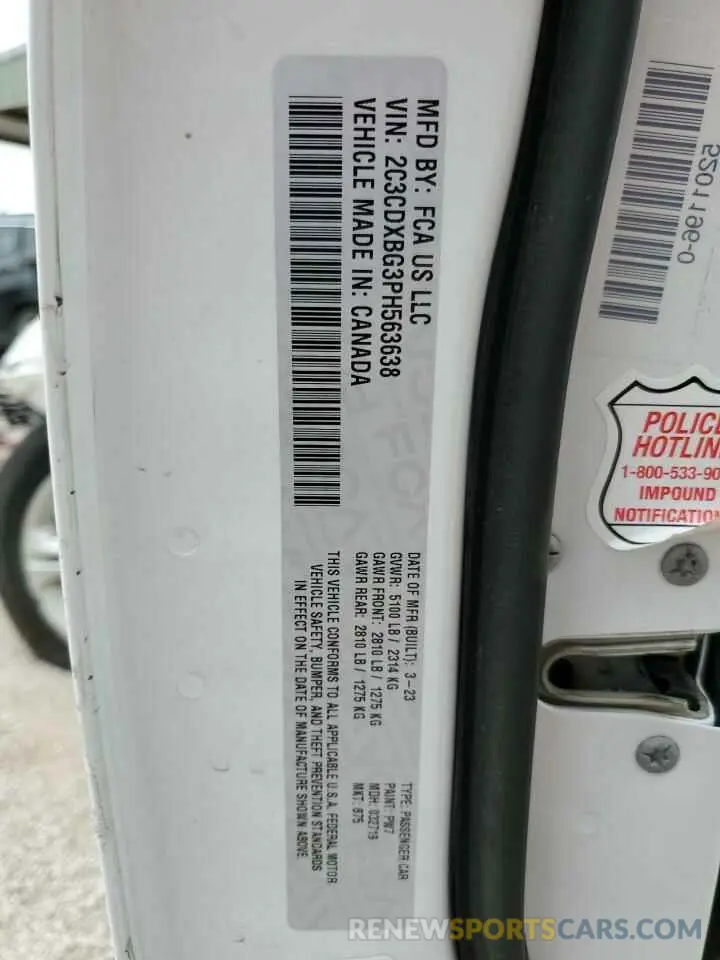 MFD BY: FCA US LLC
VIN: 2C3CDXBG3PH563638
VEHICLE MADE IN: CANADA
DATE OF MFR (BUILT): 3-23
GVWR: 5100 LB / 2314 KG
GAWR FRONT: 2810 LB / 1275 KG
GAWR REAR: 2810 LB / 1275 KG
TYPE: PASSENGER CAR
PAINT: PW7
MDH: 032719
MKT: 875
THIS VEHICLE CONFORMS TO ALL APPLICABLE U.S.A. FEDERAL MOTOR
VEHICLE SAFETY, BUMPER, AND THEFT PREVENTION STANDARDS
IN EFFECT ON THE DATE OF MANUFACTURE SHOWN ABOVE.
POLICE
HOTLIN
1-800-533-90
IMPOUND
NOTIFICATION
RENEWSPORTSCARS.COM